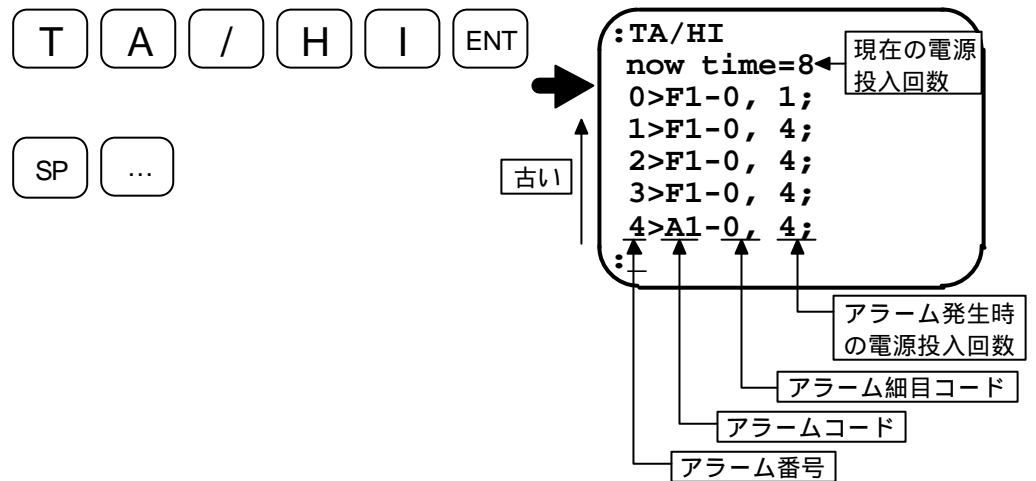 T A / H I ENT
SP …
古い
:TA/HI
now time=8
現在の電源
投入回数
0>F1-0, 1;
1>F1-0, 4;
2>F1-0, 4;
3>F1-0, 4;
4>A1-0, 4;
:_
アラーム発生時
の電源投入回数
アラーム細目コード
アラームコード
アラーム番号